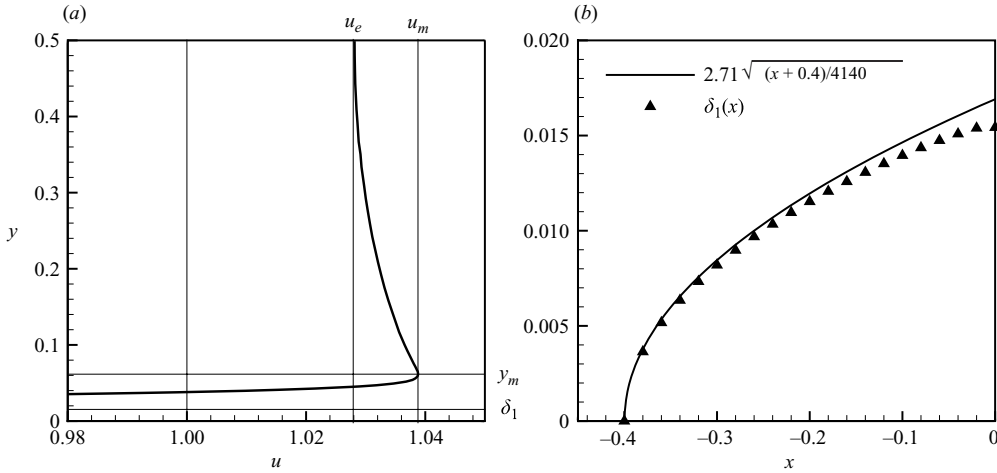 (a)
u_e u_m
0.5
0.4
0.3
y
0.2
0.1
y_m
δ_1
0
0.98 1.00 1.02 1.04
u
(b)
0.020
2.71√(x + 0.4)/4140
δ_1(x)
0.015
0.010
0.005
0
−0.4 −0.3 −0.2 −0.1 0
x